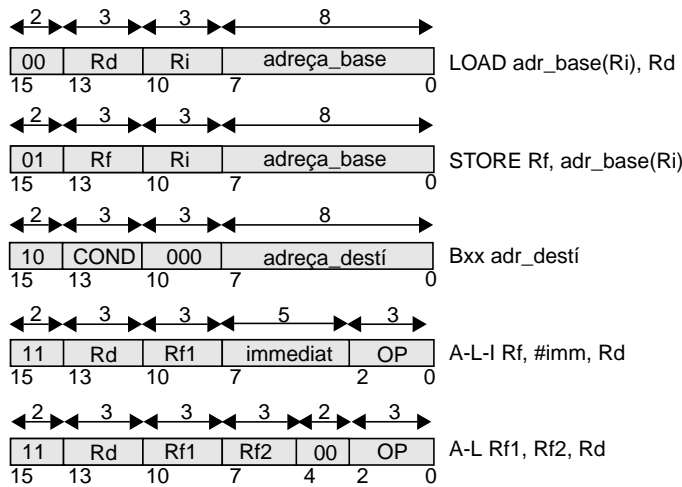 2 3 3 8
00 Rd Ri adreça_base LOAD adr_base(Ri), Rd
15 13 10 7 0
2 3 3 8
01 Rf Ri adreça_base STORE Rf, adr_base(Ri)
15 13 10 7 0
2 3 3 8
10 COND 000 adreça_destí Bxx adr_destí
15 13 10 7 0
2 3 3 5 3
11 Rd Rf1 immediat OP A-L-I Rf, #imm, Rd
15 13 10 7 2 0
2 3 3 3 2 3
11 Rd Rf1 Rf2 00 OP A-L Rf1, Rf2, Rd
15 13 10 7 4 2 0